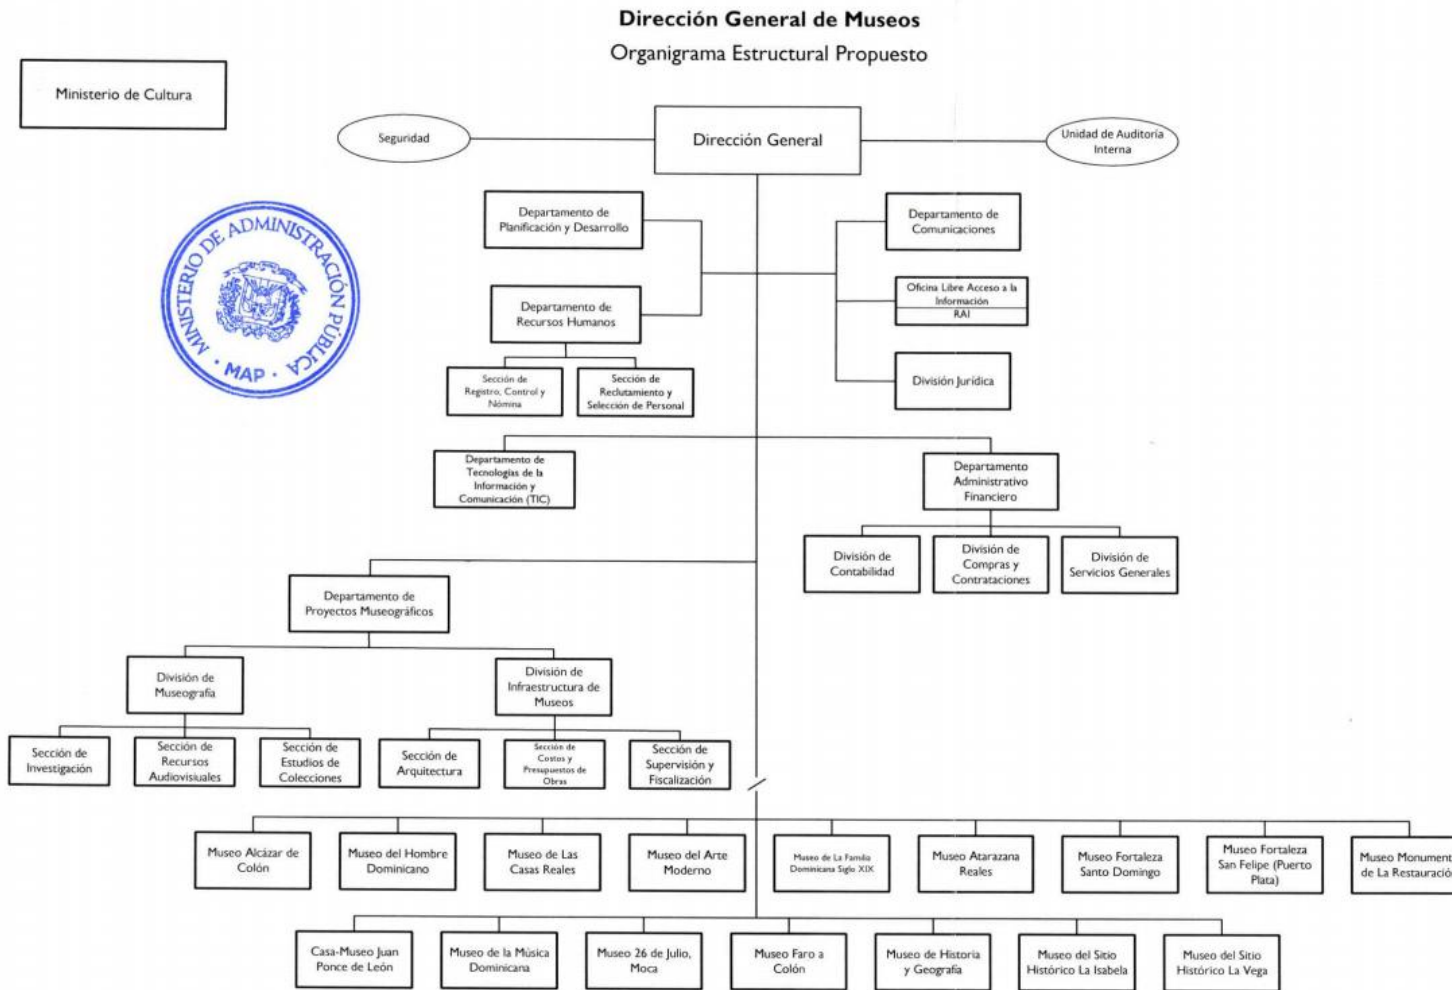 Dirección General de Museos
Organigrama Estructural Propuesto
Ministerio de Cultura
Seguridad
Dirección General
Unidad de Auditoría
Interna
MINISTERIO DE ADMINISTRACIÓN PÚBLICA
· MAP ·
Departamento de
Planificación y Desarrollo
Departamento de
Comunicaciones
Oficina Libre Acceso a la
Información
RAI
Departamento de
Recursos Humanos
Sección de
Registro, Control y
Nómina
Sección de
Reclutamiento y
Selección de Personal
División Jurídica
Departamento de
Tecnologías de la
Información y
Comunicación (TIC)
Departamento
Administrativo
Financiero
División de
Contabilidad
División de
Compras y
Contrataciones
División de
Servicios Generales
Departamento de
Proyectos Museográficos
División de
Museografía
División de
Infraestructura de
Museos
Sección de
Investigación
Sección de
Recursos
Audiovisiuales
Sección de
Estudios de
Colecciones
Sección de
Arquitectura
Sección de
Costos y
Presupuestos de
Obras
Sección de
Supervisión y
Fiscalización
Museo Alcázar de
Colón
Museo del Hombre
Dominicano
Museo de Las
Casas Reales
Museo del Arte
Moderno
Museo de La Familia
Dominicana Siglo XIX
Museo Atarazana
Reales
Museo Fortaleza
Santo Domingo
Museo Fortaleza
San Felipe (Puerto
Plata)
Museo Monument
de La Restauración
Casa-Museo Juan
Ponce de León
Museo de la Música
Dominicana
Museo 26 de Julio,
Moca
Museo Faro a
Colón
Museo de Historia
y Geografía
Museo del Sitio
Histórico La Isabela
Museo del Sitio
Histórico La Vega